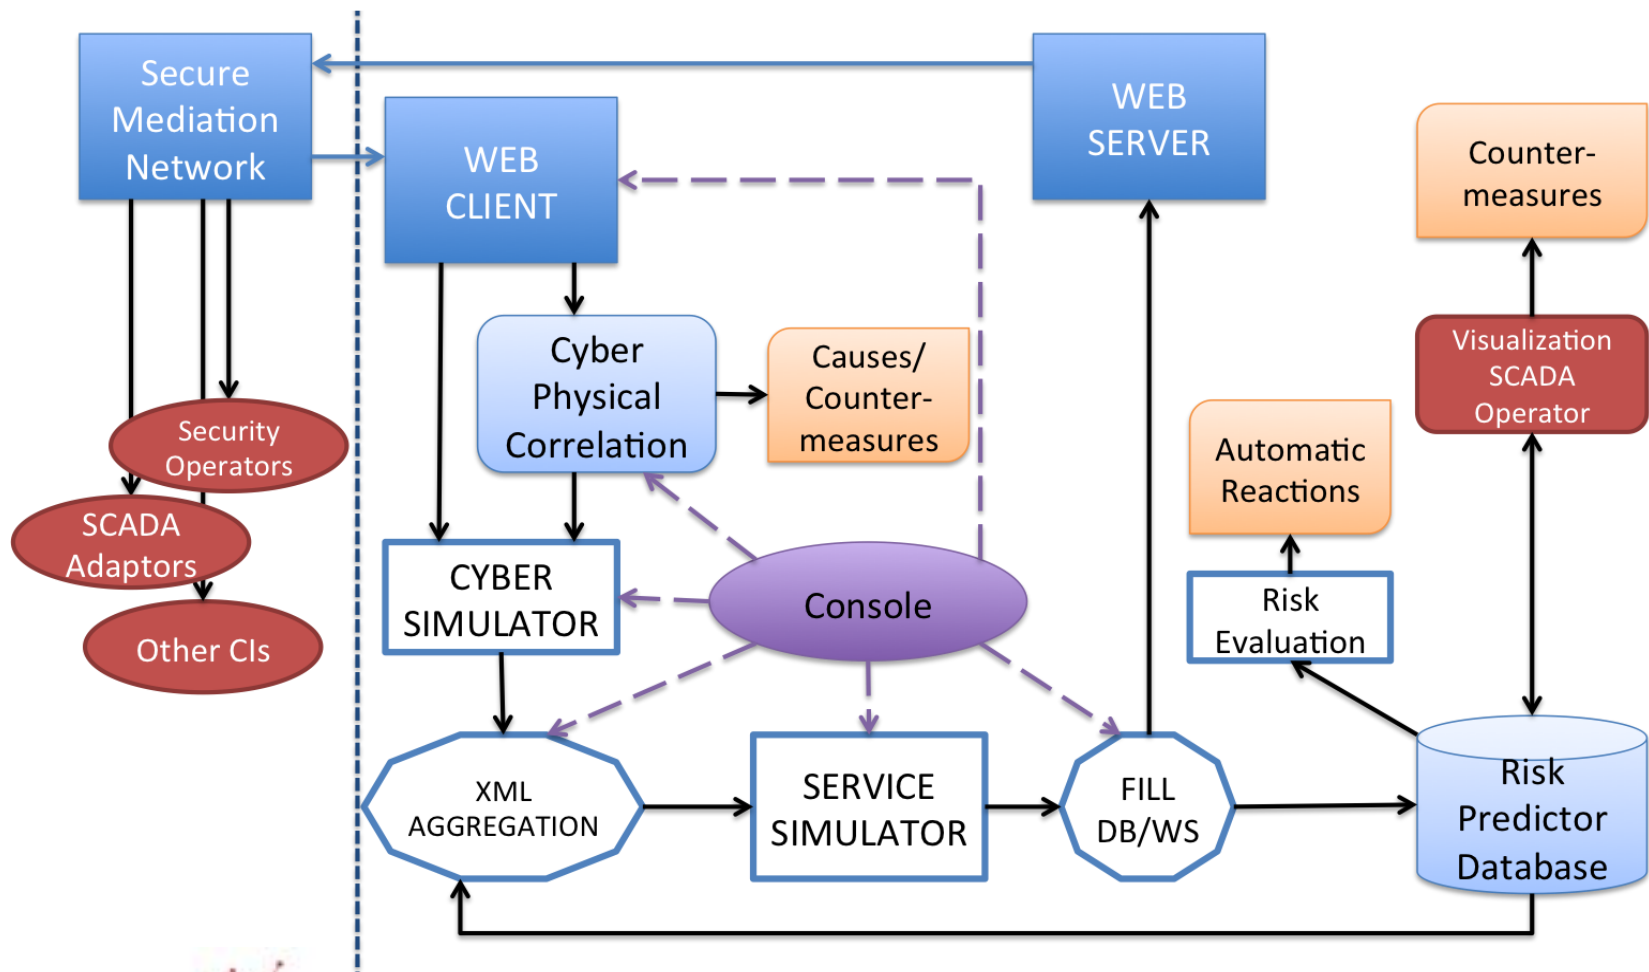 Secure
Mediation
Network
WEB
CLIENT
WEB
SERVER
Counter-
measures
Cyber
Physical
Correlation
Causes/
Counter-
measures
Visualization
SCADA
Operator
Security
Operators
Automatic
Reactions
SCADA
Adaptors
CYBER
SIMULATOR
Console
Risk
Evaluation
Other CIs
XML
AGGREGATION
SERVICE
SIMULATOR
FILL
DB/WS
Risk
Predictor
Database